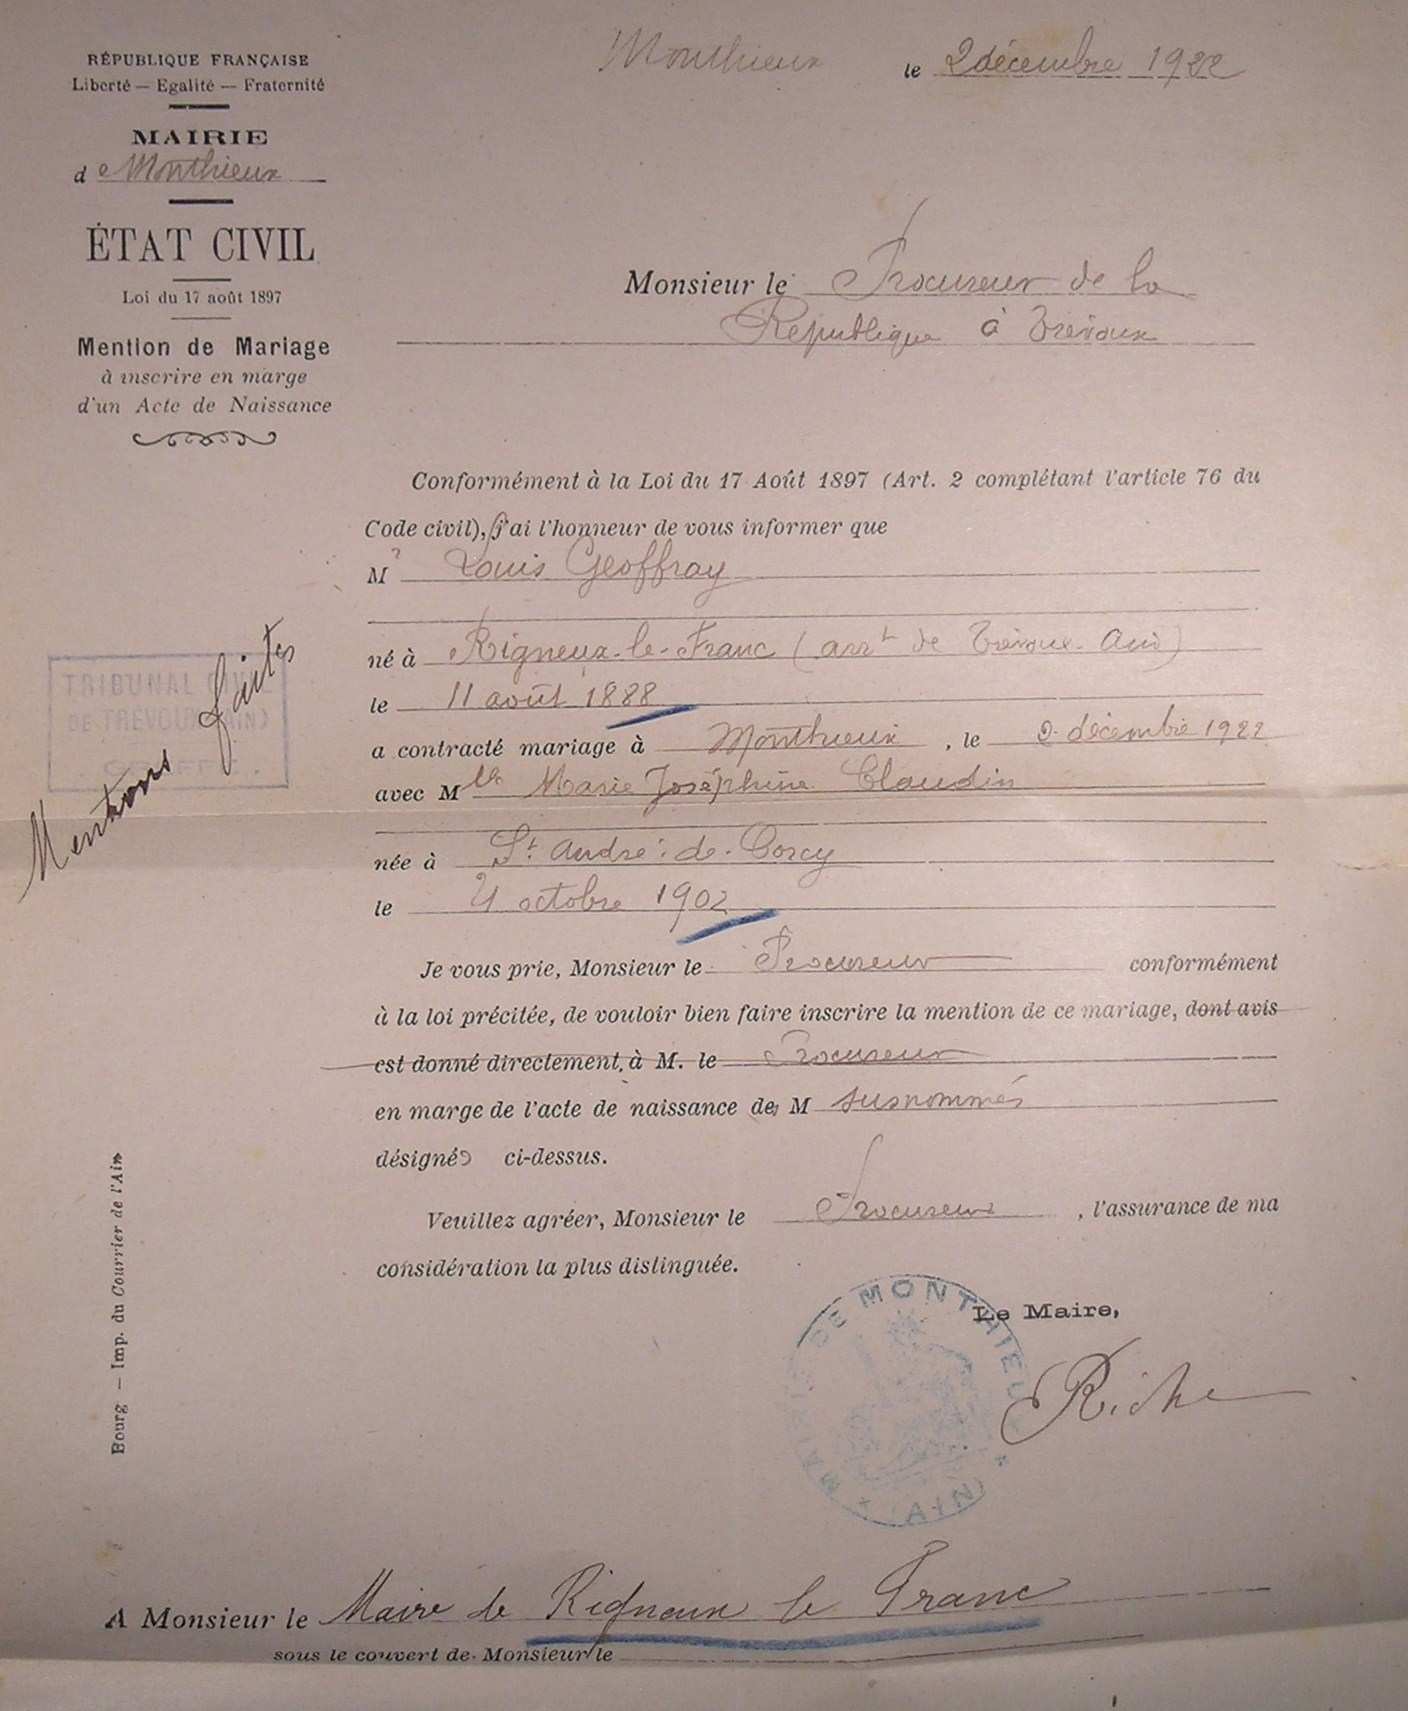 RÉPUBLIQUE FRANÇAISE
Liberté — Egalité — Fraternité
MAIRIE
de Monthieux
ÉTAT CIVIL
Loi du 17 août 1897
Mention de Mariage
à inscrire en marge
d'un Acte de Naissance
Monthieux le 2 décembre 1922
Monsieur le Procureur de la
République à Trévoux
Conformément à la Loi du 17 Août 1897 (Art. 2 complétant l'article 76 du
Code civil), j'ai l'honneur de vous informer que
Mr Louis Geoffray
né à Rigneux-le-Franc (arrt de Trévoux Ain)
le 11 août 1888
a contracté mariage à Monthieux, le 2 décembre 1922
avec Mlle Marie Joséphine Claudin
née à St André-de-Corcy
le 21 octobre 1902
Je vous prie, Monsieur le Procureur conformément
à la loi précitée, de vouloir bien faire inscrire la mention de ce mariage, dont avis
est donné directement, à M. le Procureur
en marge de l'acte de naissance des M susnommés
désignés ci-dessus.
Veuillez agréer, Monsieur le Procureur, l'assurance de ma
considération la plus distinguée.
Le Maire,
Riche
MAIRIE DE MONTHIEUX
(AIN)
TRIBUNAL CIVIL
DE TRÉVOUX (AIN)
GREFFE
Mentions faites
Bourg — Imp. du Courrier de l'Ain
A Monsieur le Maire de Rigneux le Franc
sous le couvert de Monsieur le